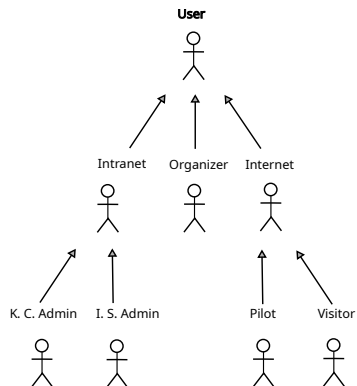 User
Intranet Organizer Internet
K. C. Admin I. S. Admin Pilot Visitor